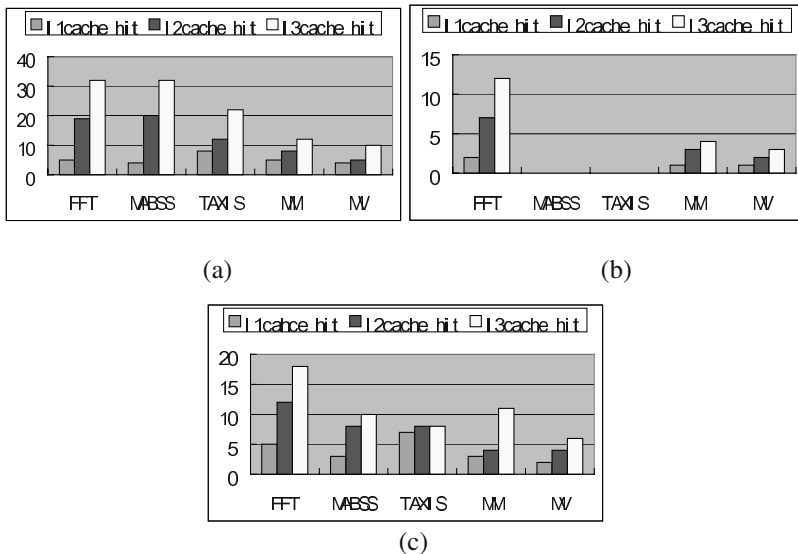 l1cache hit l2cache hit l3cache hit
40
30
20
10
0
FFT MABSS TAXIS MM MV
(a)
l1cache hit l2cache hit l3cache hit
15
10
5
0
FFT MABSS TAXIS MM MV
(b)
l1cahce hit l2cache hit l3cache hit
20
15
10
5
0
FFT MABSS TAXIS MM MV
(c)